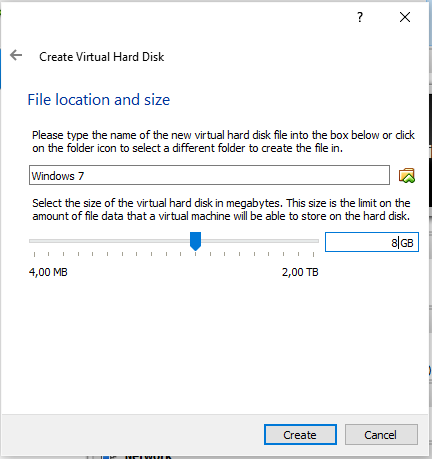 ?
Create Virtual Hard Disk
File location and size
Please type the name of the new virtual hard disk file into the box below or click
on the folder icon to select a different folder to create the file in.
Windows 7
Select the size of the virtual hard disk in megabytes. This size is the limit on the
amount of file data that a virtual machine will be able to store on the hard disk.
8 GB
4,00 MB 2,00 TB
Create Cancel
Network